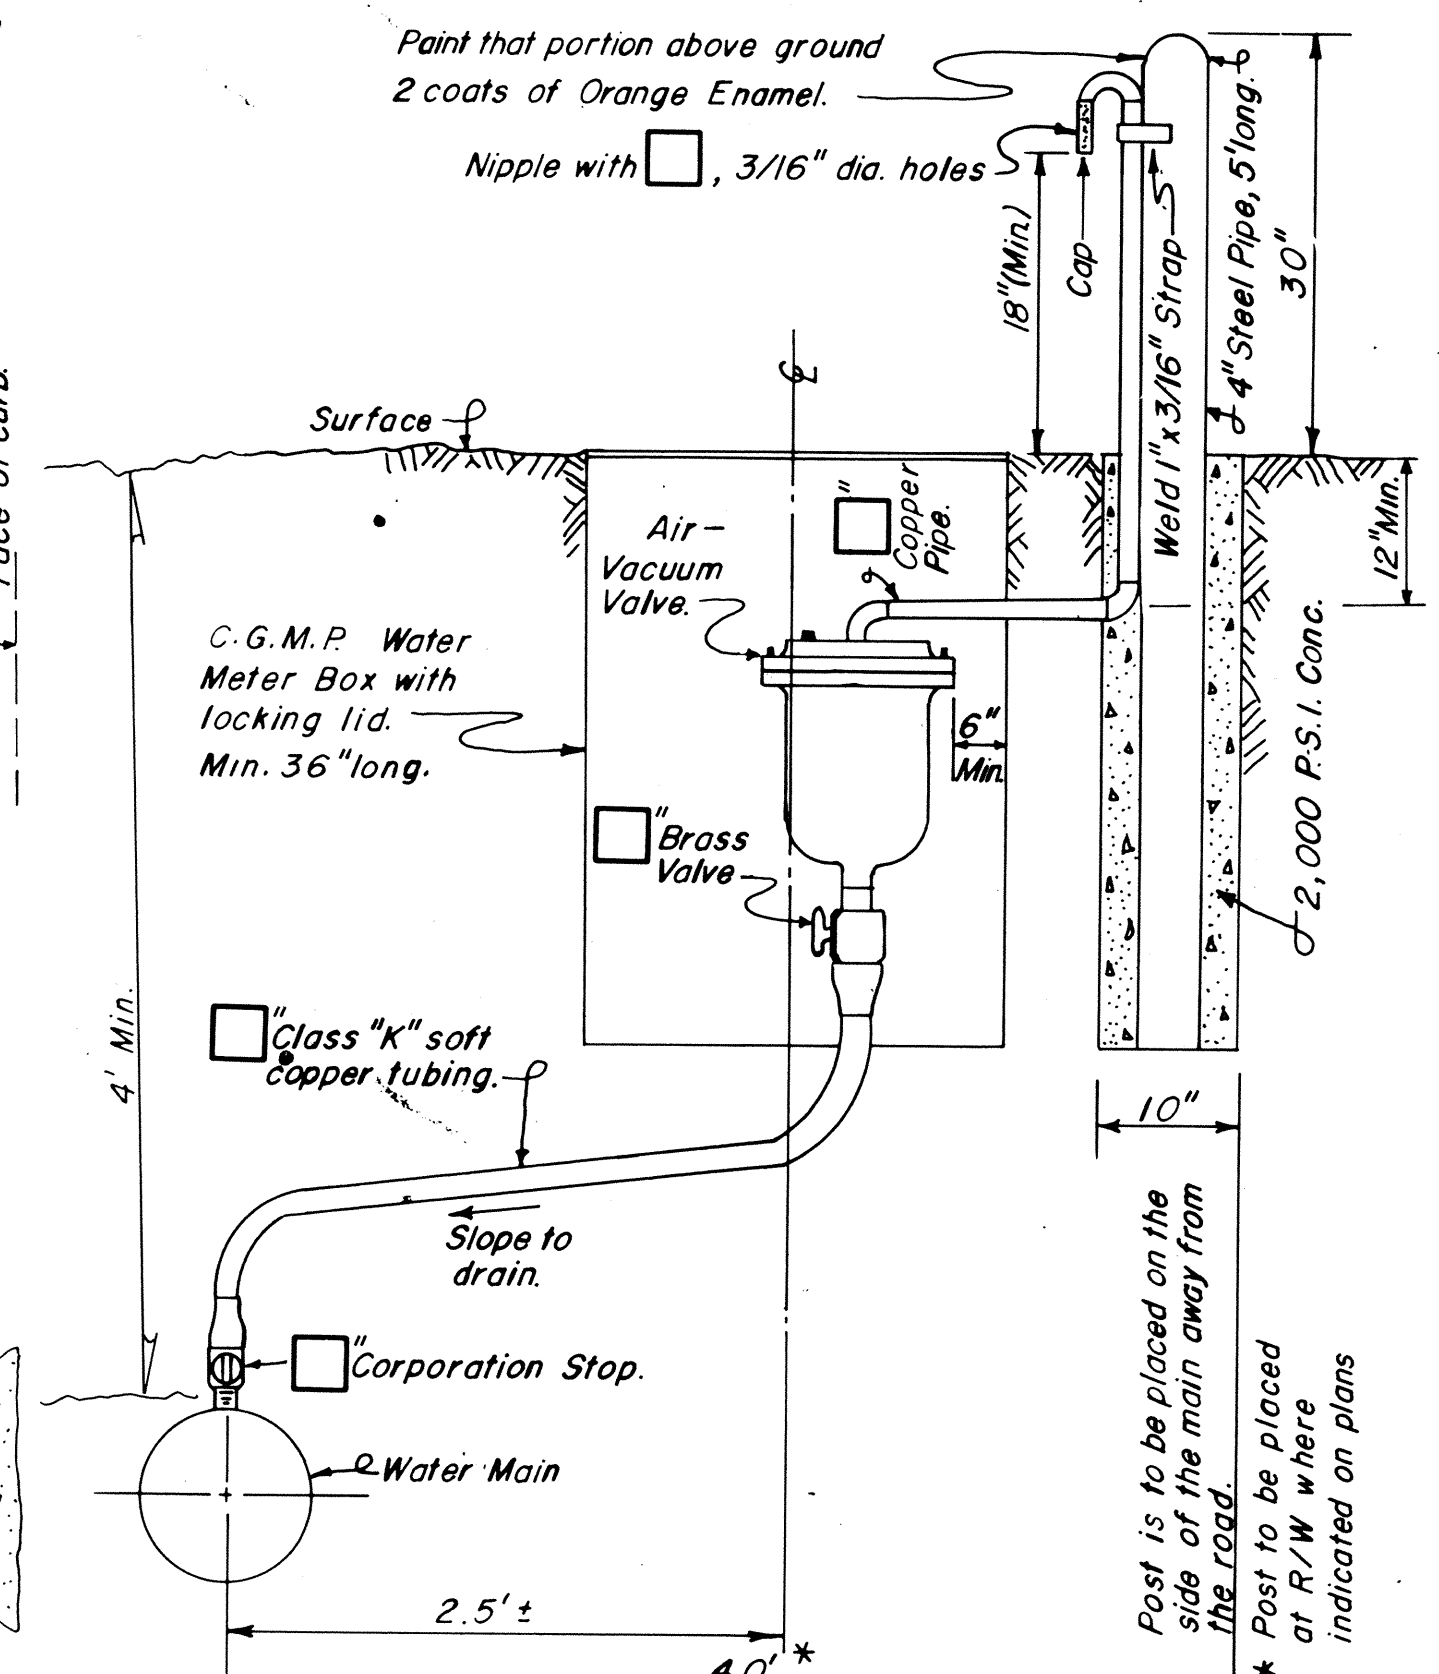 Paint that portion above ground
2 coats of Orange Enamel.
Nipple with □, 3/16" dia. holes
18"(Min.)
Cap
Weld 1"x3/16" Strap
4" Steel Pipe, 5'long.
30"
℄
Surface
Air-
Vacuum
Valve.
□"
Copper
Pipe.
12"Min.
C.G.M.P. Water
Meter Box with
locking lid.
Min. 36"long.
6"
Min.
2,000 P.S.I. Conc.
□"Brass
Valve
4' Min.
□"Class "K" soft
copper tubing.
10"
Slope to
drain.
□"Corporation Stop.
Water Main
Post is to be placed on the
side of the main away from
the road.
* Post to be placed
at R/W where
indicated on plans
2.5'±
4.0' *